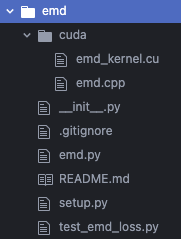 emd
cuda
emd_kernel.cu
emd.cpp
__init__.py
.gitignore
emd.py
README.md
setup.py
test_emd_loss.py